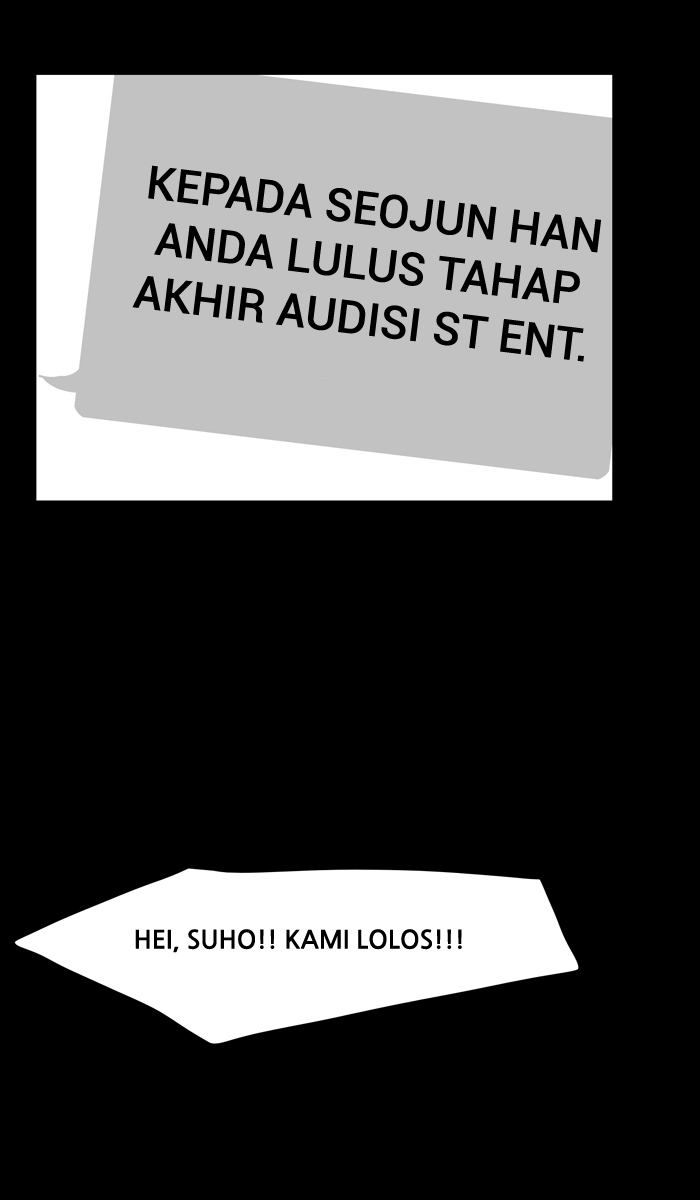 KEPADA SEOJUN HAN
ANDA LULUS TAHAP
AKHIR AUDISI ST ENT.
HEI, SUHO!! KAMI LOLOS!!!